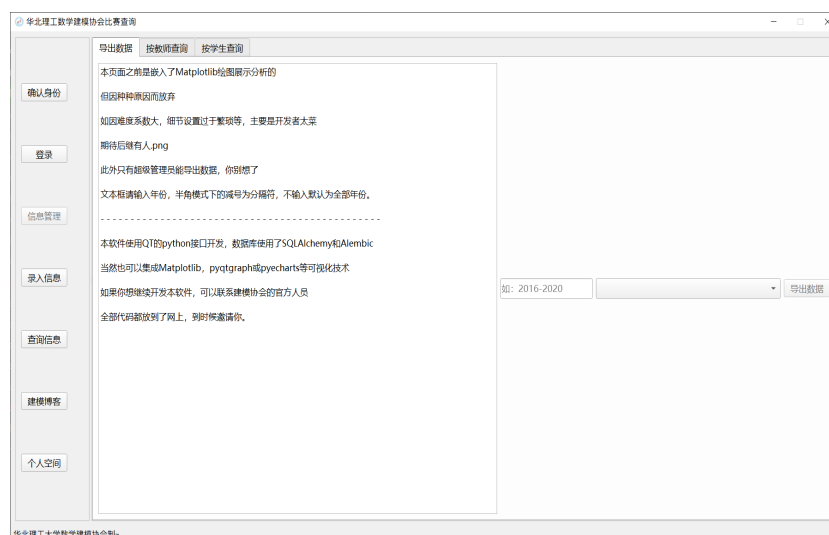 华北理工数学建模协会比赛查询
导出数据 按教师查询 按学生查询
确认身份
登录
信息管理
录入信息
查询信息
建模博客
个人空间
本页面之前是嵌入了Matplotlib绘图展示分析的
但因种种原因而放弃
如因难度系数大，细节设置过于繁琐等，主要是开发者太菜
期待后继有人.png
此外只有超级管理员能导出数据，你别想了
文本框请输入年份，半角模式下的减号为分隔符，不输入默认为全部年份。
- - - - - - - - - - - - - - - - - - - - - - - - - - - - - - - - - - - - - - - - - - - - - -
本软件使用QT的python接口开发，数据库使用了SQLAlchemy和Alembic
当然也可以集成Matplotlib，pyqtgraph或pyecharts等可视化技术
如果你想继续开发本软件，可以联系建模协会的官方人员
全部代码都放到了网上，到时候邀请你。
如：2016-2020
导出数据
华北理工大学数学建模协会制~